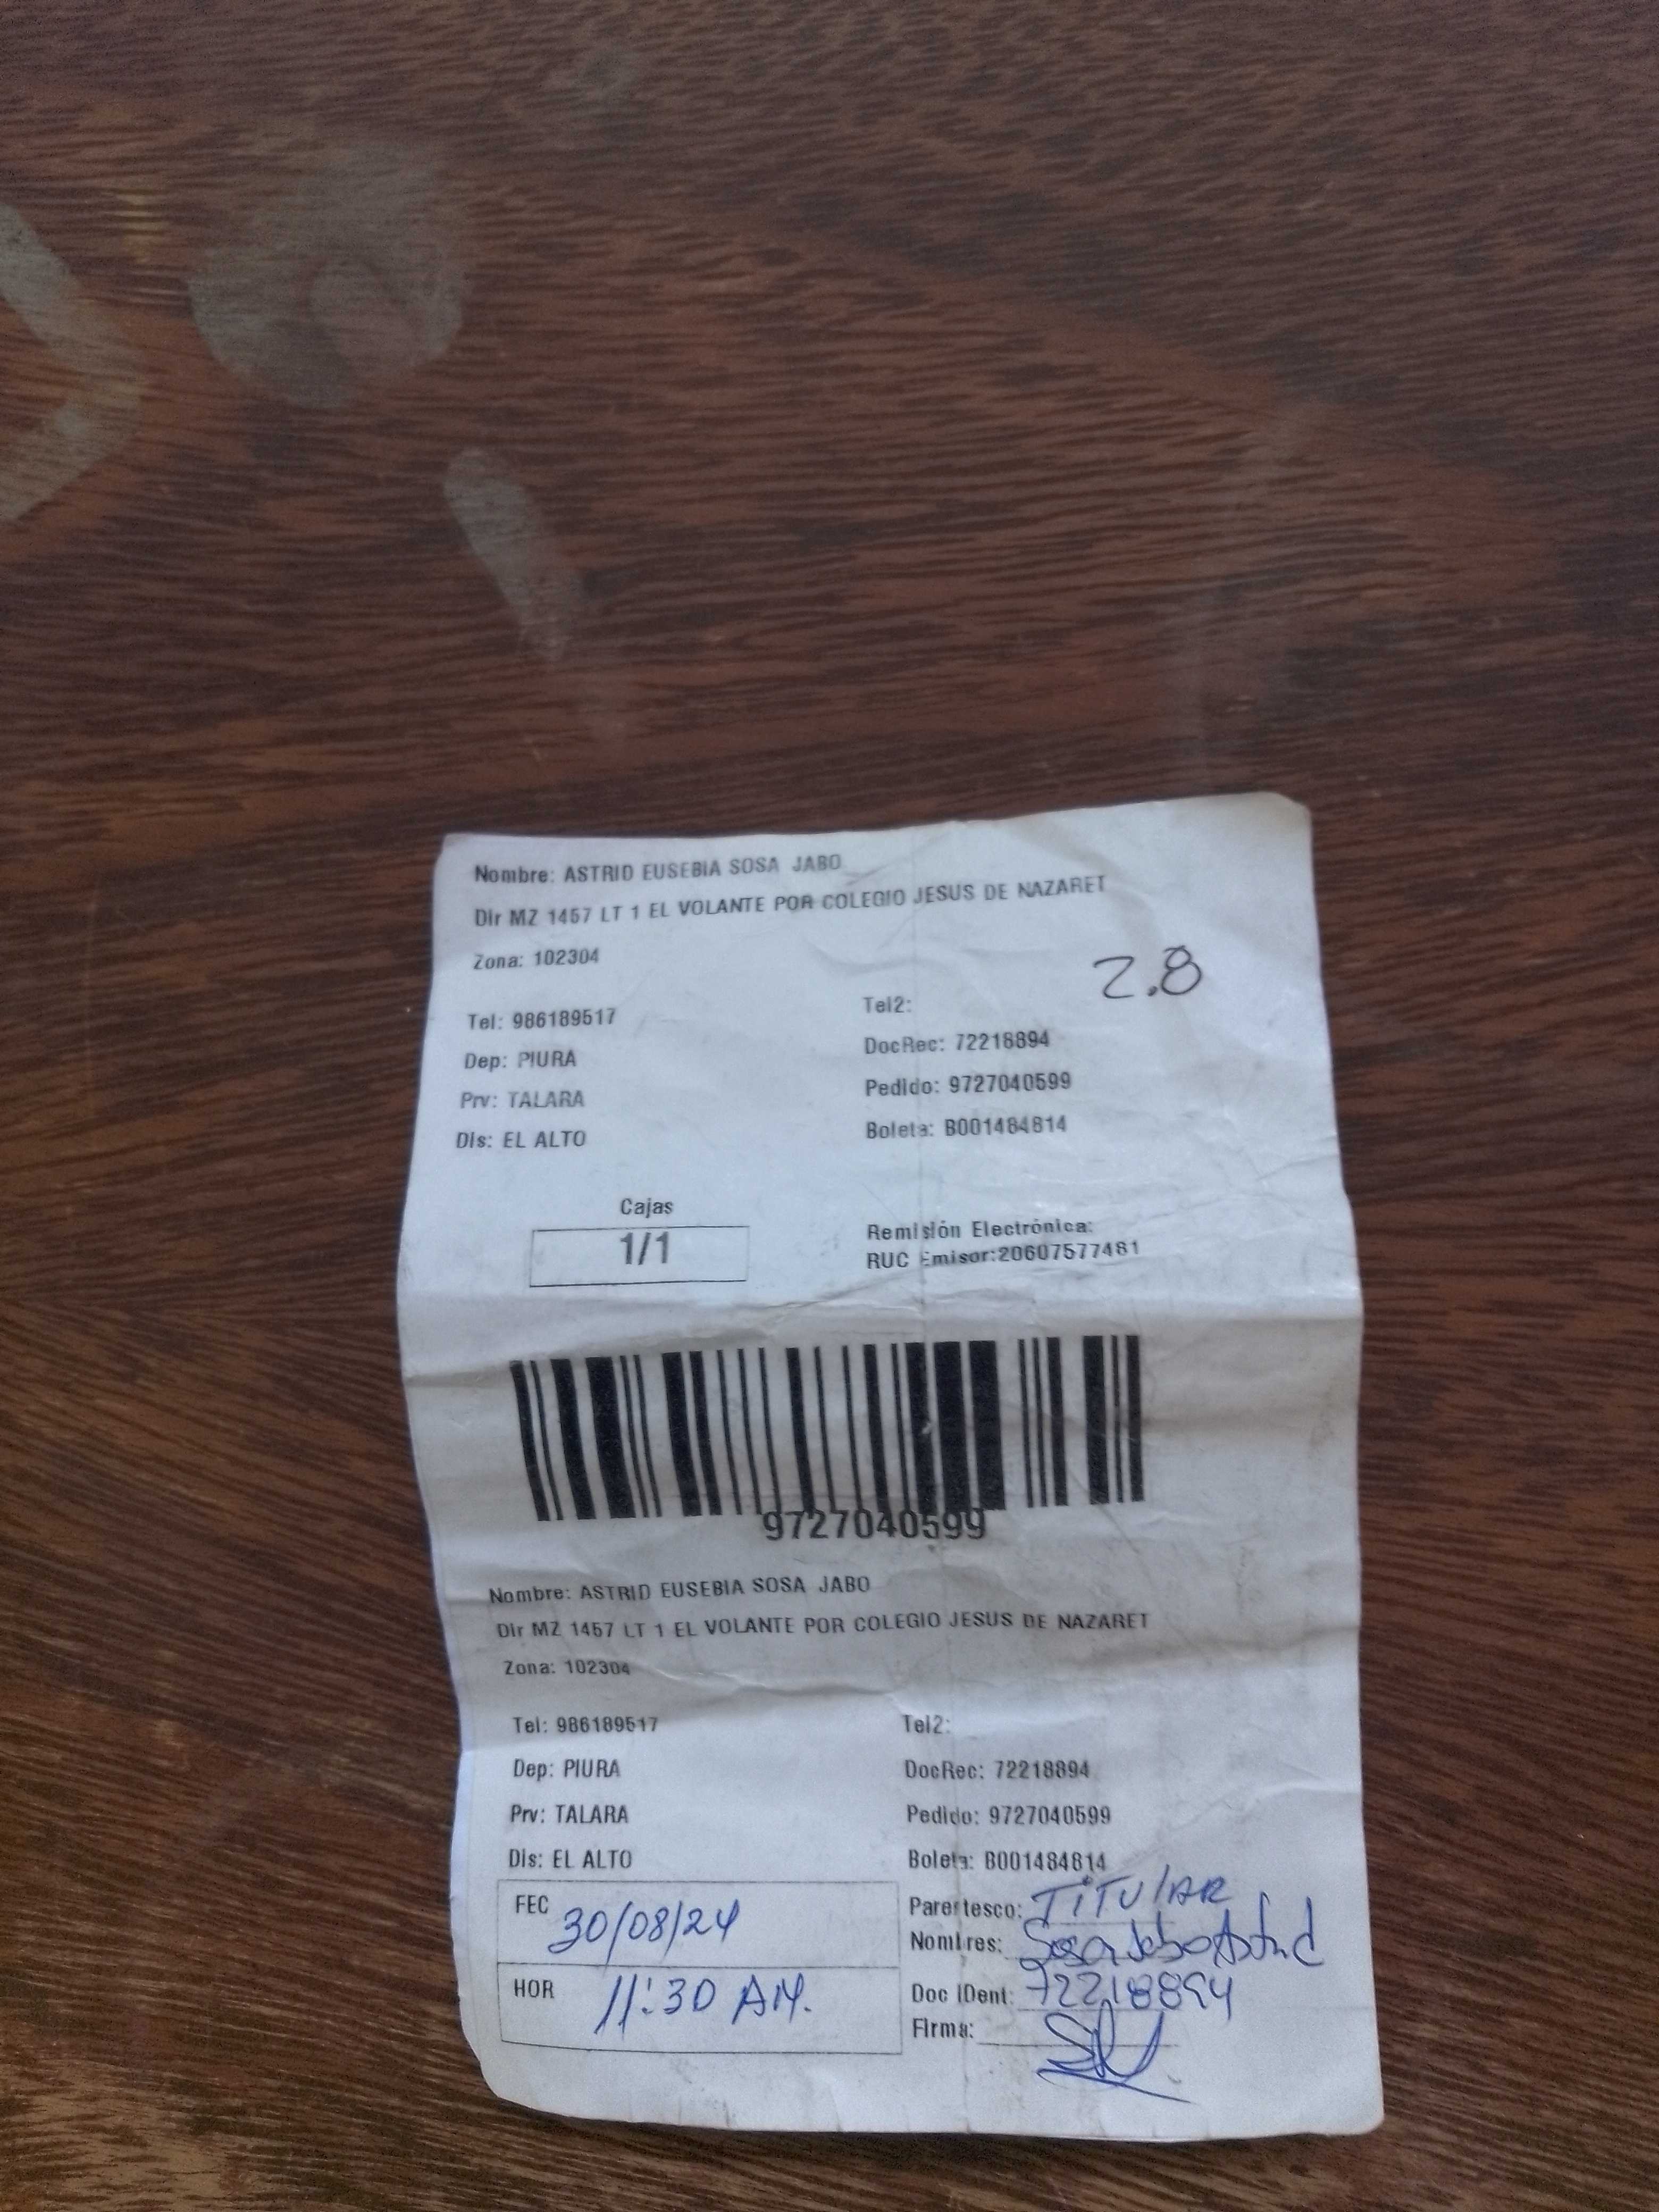 Nombre: ASTRID EUSEBIA SOSA JABO
Dir MZ 1457 LT 1 EL VOLANTE POR COLEGIO JESUS DE NAZARET
Zona: 102304
2.8
Tel: 986189517
Tel2:
Dep: PIURA
DocRec: 72218894
Prv: TALARA
Pedido: 9727040599
Dis: EL ALTO
Boleta: B001484814
Cajas
1/1
Remisión Electrónica:
RUC Emisor:20607577481
9727040599
Nombre: ASTRID EUSEBIA SOSA JABO
Dir MZ 1457 LT 1 EL VOLANTE POR COLEGIO JESUS DE NAZARET
Zona: 102304
Tel: 986189517
Tel2:
Dep: PIURA
DocRec: 72218894
Prv: TALARA
Pedido: 9727040599
Dis: EL ALTO
Boleta: B001484814
FEC 30/08/24
Parentesco: TITULAR
Nombres: Sosa Jabo Astrid
HOR 11:30 AM.
Doc IDent: 72218894
Firma: